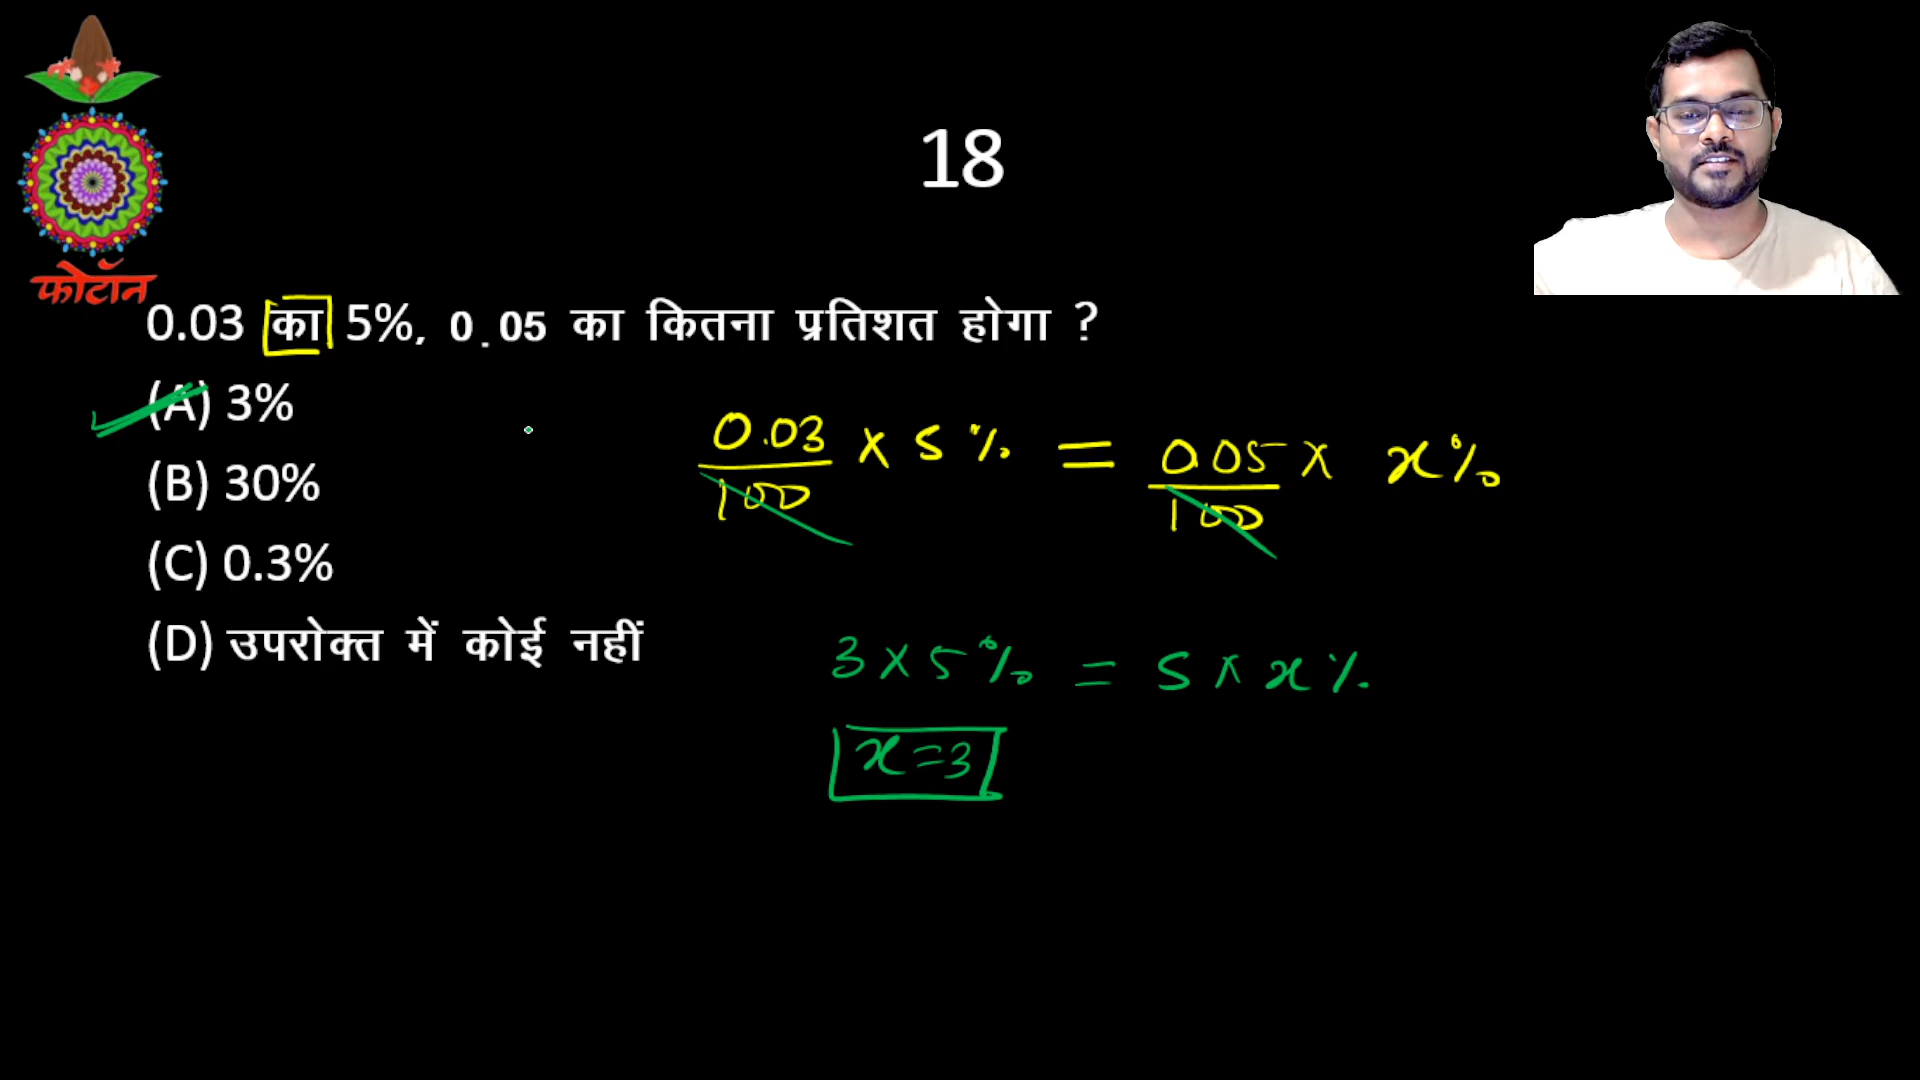 फोटॉन
18
0.03 का 5%, 0.05 का कितना प्रतिशत होगा ?
(A) 3%
(B) 30%
(C) 0.3%
(D) उपरोक्त में कोई नहीं
0.03/100 × 5% = 0.05/100 × x%
3 × 5% = 5 × x%
x=3